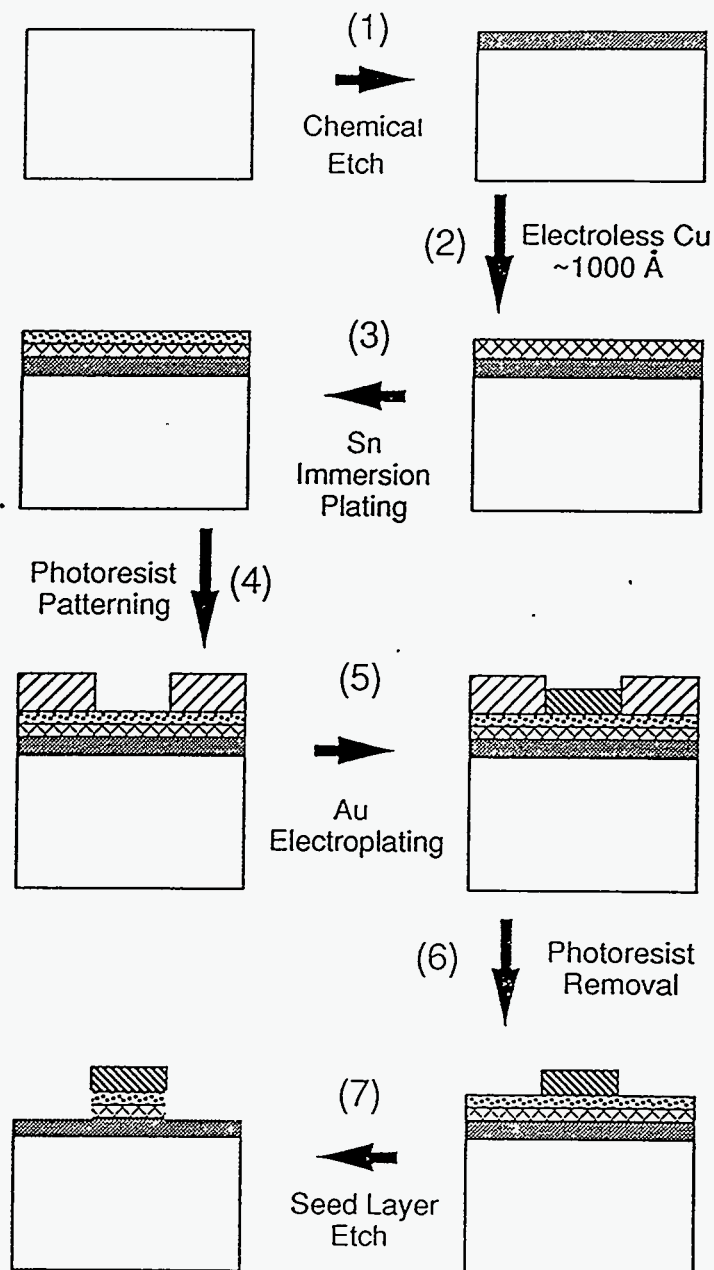 (1)
Chemical
Etch
(2)
Electroless Cu
~1000 Å
(3)
Sn
Immersion
Plating
Photoresist
Patterning
(4)
(5)
Au
Electroplating
(6)
Photoresist
Removal
(7)
Seed Layer
Etch